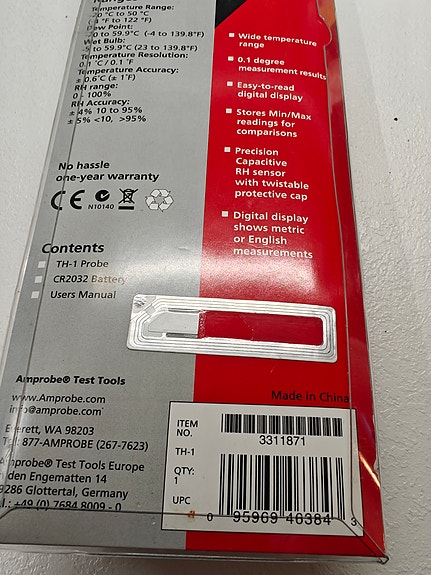 Temperature Range:
-20 °C to 50 °C
°F to 122 °F)
Dew Point:
to 59.9°C (-4 to 139.8°F)
Wet Bulb:
-5 to 59.9°C (23 to 139.8°F)
Temperature Resolution:
0.1 °C / 0.1 °F
Temperature Accuracy:
± 0.6°C (± 1°F)
RH range:
0 - 100%
RH Accuracy:
± 4% 10 to 95%
± 5% <10, >95%
No hassle
one-year warranty
CE
N10140
Contents
TH-1 Probe
CR2032 Battery
Users Manual
Wide temperature
range
0.1 degree
measurement results
Easy-to-read
digital display
Stores Min/Max
readings for
comparisons
Precision
Capacitive
RH sensor
with twistable
protective cap
Digital display
shows metric
or English
measurements
Amprobe® Test Tools
www.Amprobe.com
info@amprobe.com
Everett, WA 98203
Tel: 877-AMPROBE (267-7623)
Amprobe® Test Tools Europe
den Engematten 14
79286 Glottertal, Germany
+49 (0) 7684 8009 - 0
Made in China
ITEM
NO.
3311871
TH-1
QTY:
1
UPC
0 95969 46384 3